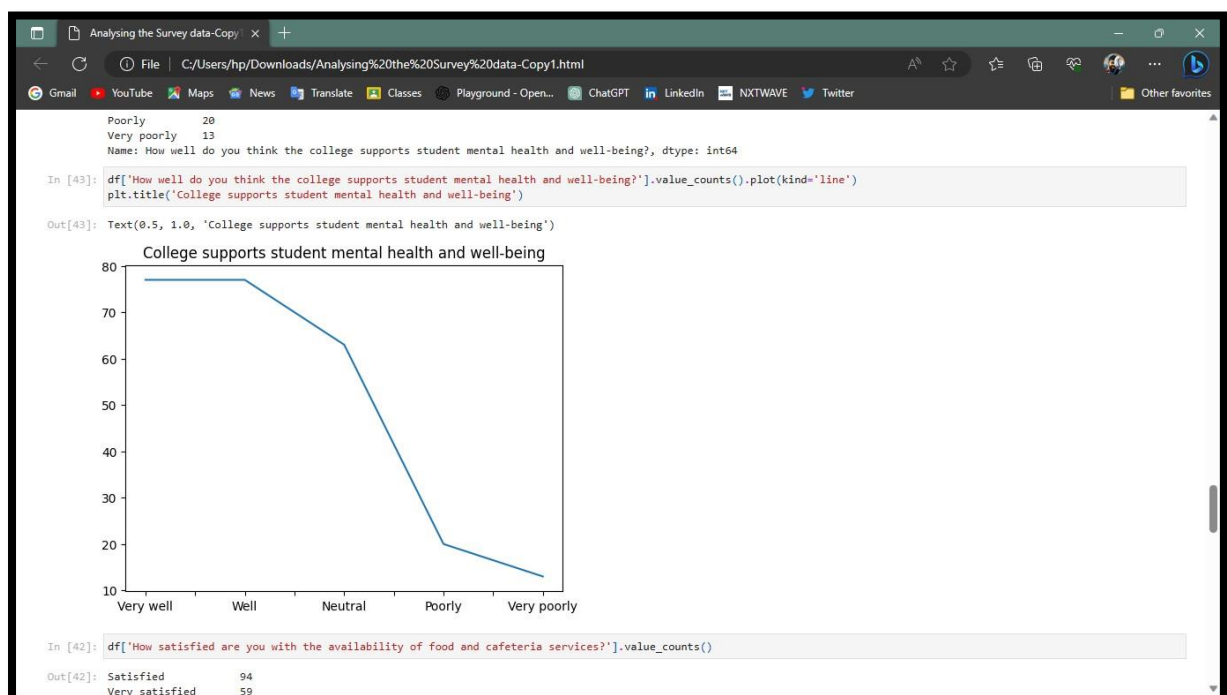 Analysing the Survey data-Copy1
File | C:/Users/hp/Downloads/Analysing%20the%20Survey%20data-Copy1.html
Gmail YouTube Maps News Translate Classes Playground - Open... ChatGPT LinkedIn NXTWAVE Twitter Other favorites
Poorly 20
Very poorly 13
Name: How well do you think the college supports student mental health and well-being?, dtype: int64
In [43]: df['How well do you think the college supports student mental health and well-being?'].value_counts().plot(kind='line')
plt.title('College supports student mental health and well-being')
Out[43]: Text(0.5, 1.0, 'College supports student mental health and well-being')
College supports student mental health and well-being
80
70
60
50
40
30
20
10
Very well Well Neutral Poorly Very poorly
In [42]: df['How satisfied are you with the availability of food and cafeteria services?'].value_counts()
Out[42]: Satisfied 94
Very satisfied 59